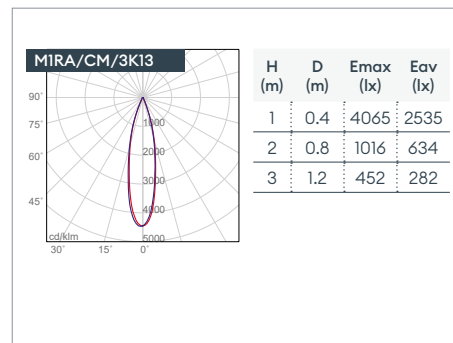 M1RA/CM/3K13
90˚
75˚
60˚
45˚
30˚ 15˚ 0˚
1000
2000
3000
4000
5000
cd/klm
H D Emax Eav
(m) (m) (lx) (lx)
1 0.4 4065 2535
2 0.8 1016 634
3 1.2 452 282